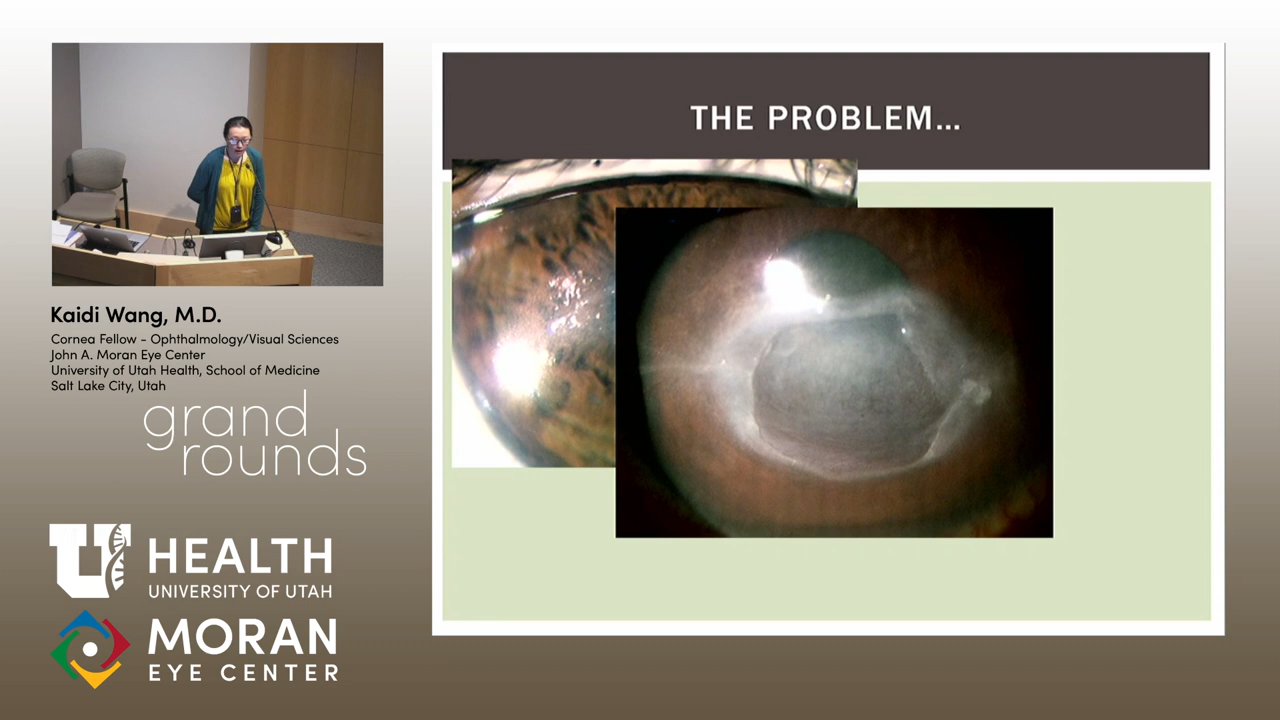 THE PROBLEM...
Kaidi Wang, M.D.
Cornea Fellow - Ophthalmology/Visual Sciences
John A. Moran Eye Center
University of Utah Health, School of Medicine
Salt Lake City, Utah
grand
rounds
U HEALTH
UNIVERSITY OF UTAH
MORAN
EYE CENTER